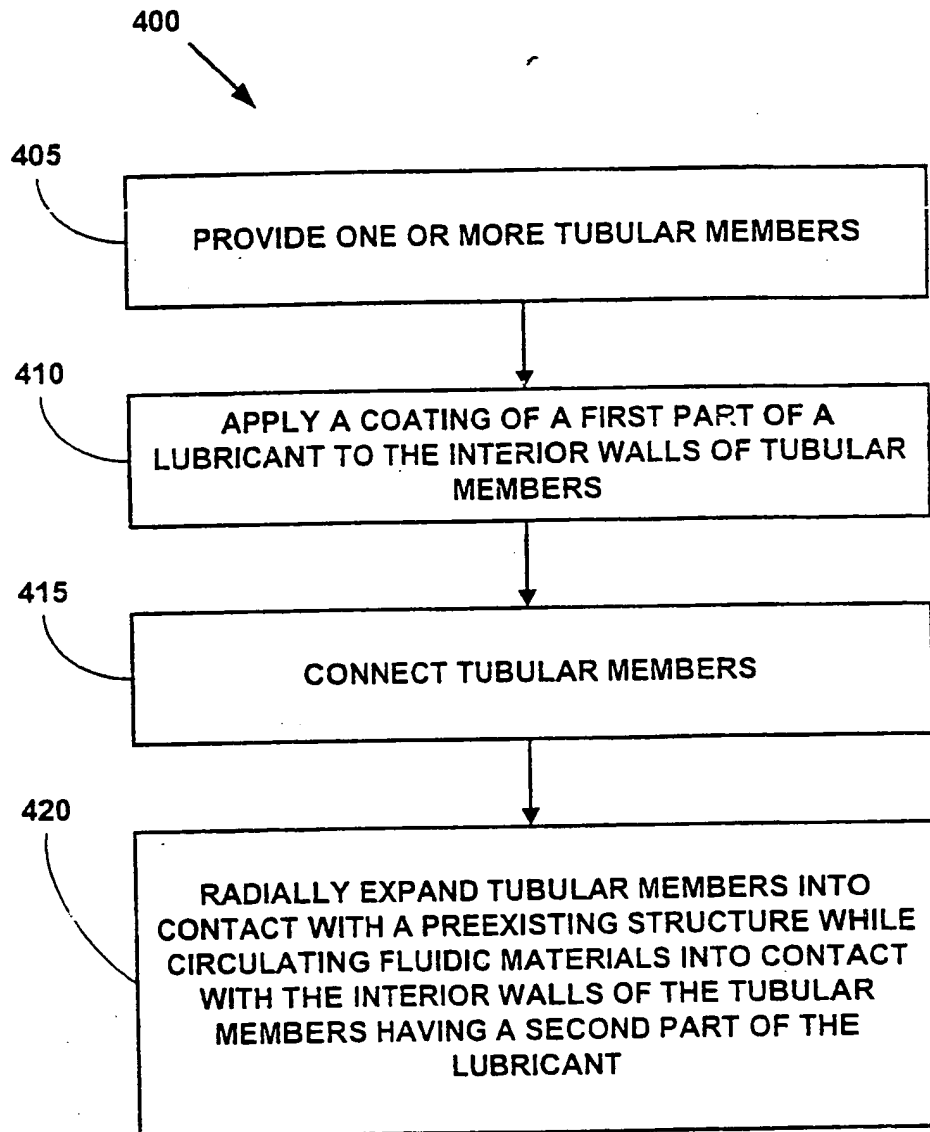 400
405
PROVIDE ONE OR MORE TUBULAR MEMBERS
410
APPLY A COATING OF A FIRST PART OF A
LUBRICANT TO THE INTERIOR WALLS OF TUBULAR
MEMBERS
415
CONNECT TUBULAR MEMBERS
420
RADIALLY EXPAND TUBULAR MEMBERS INTO
CONTACT WITH A PREEXISTING STRUCTURE WHILE
CIRCULATING FLUIDIC MATERIALS INTO CONTACT
WITH THE INTERIOR WALLS OF THE TUBULAR
MEMBERS HAVING A SECOND PART OF THE
LUBRICANT